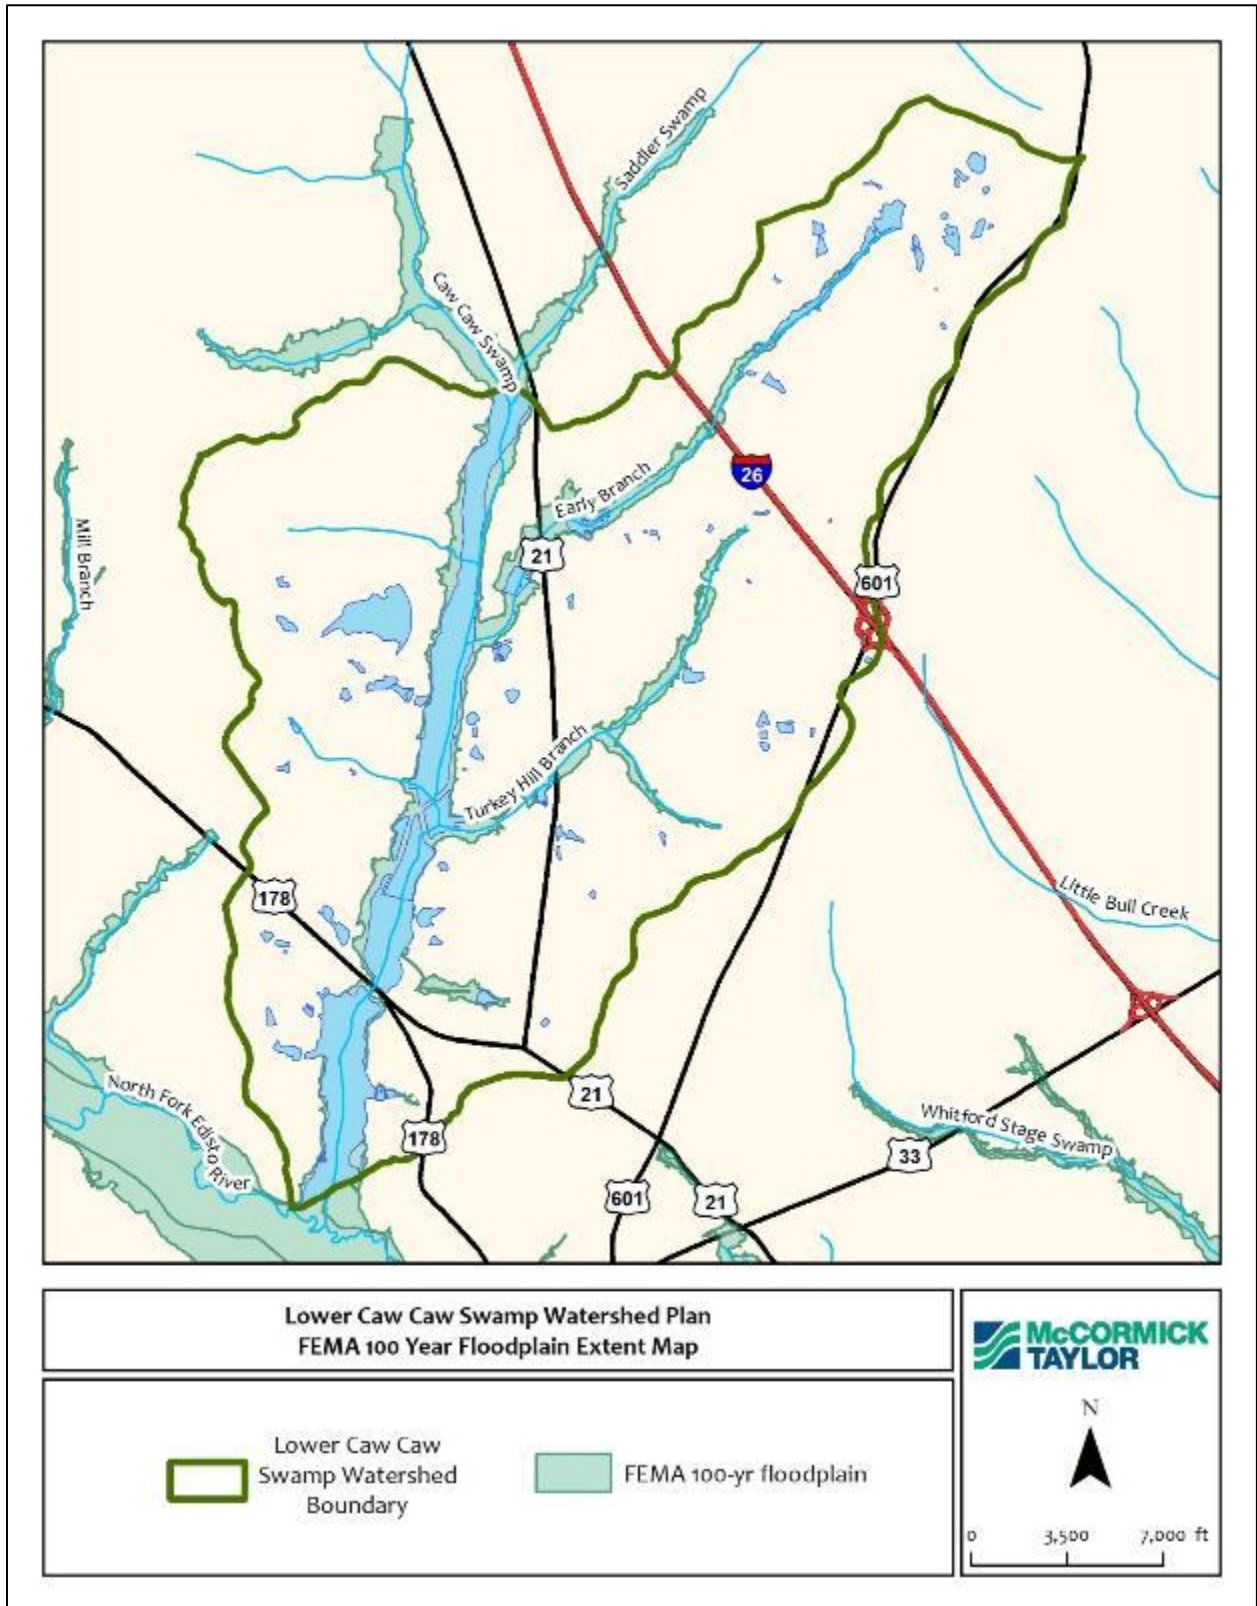 Saddler Swamp
Caw Caw Swamp
26
Early Branch
21
601
Mill Branch
Turkey Hill Branch
178
Little Bull Creek
North Fork Edisto
River
21
178
Whitford Stage Swamp
33
601
21
Lower Caw Caw Swamp Watershed Plan
FEMA 100 Year Floodplain Extent Map
McCORMICK
TAYLOR
N
Lower Caw Caw
Swamp Watershed
Boundary
FEMA 100-yr floodplain
0 3,500 7,000 ft